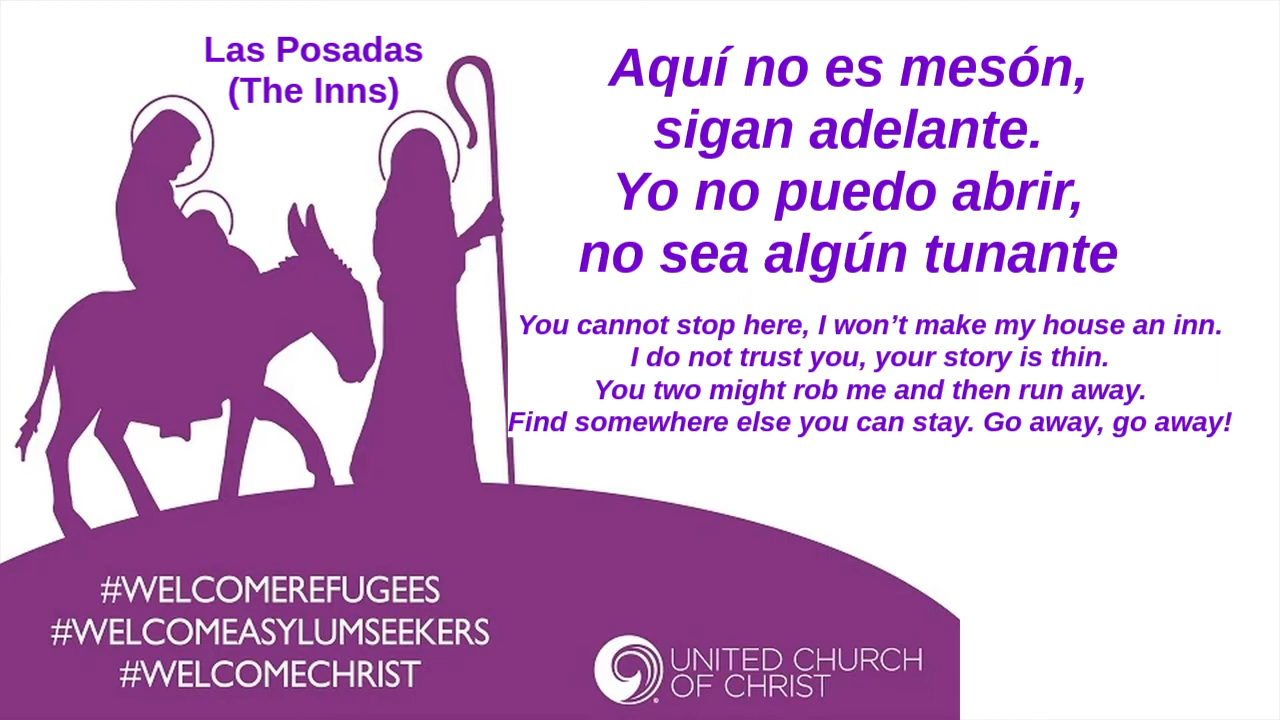 Las Posadas
(The Inns)
Aquí no es mesón,
sigan adelante.
Yo no puedo abrir,
no sea algún tunante
You cannot stop here, I won’t make my house an inn.
I do not trust you, your story is thin.
You two might rob me and then run away.
Find somewhere else you can stay. Go away, go away!
#WELCOMEREFUGEES
#WELCOMEASYLUMSEEKERS
#WELCOMECHRIST
UNITED CHURCH
OF CHRIST
®